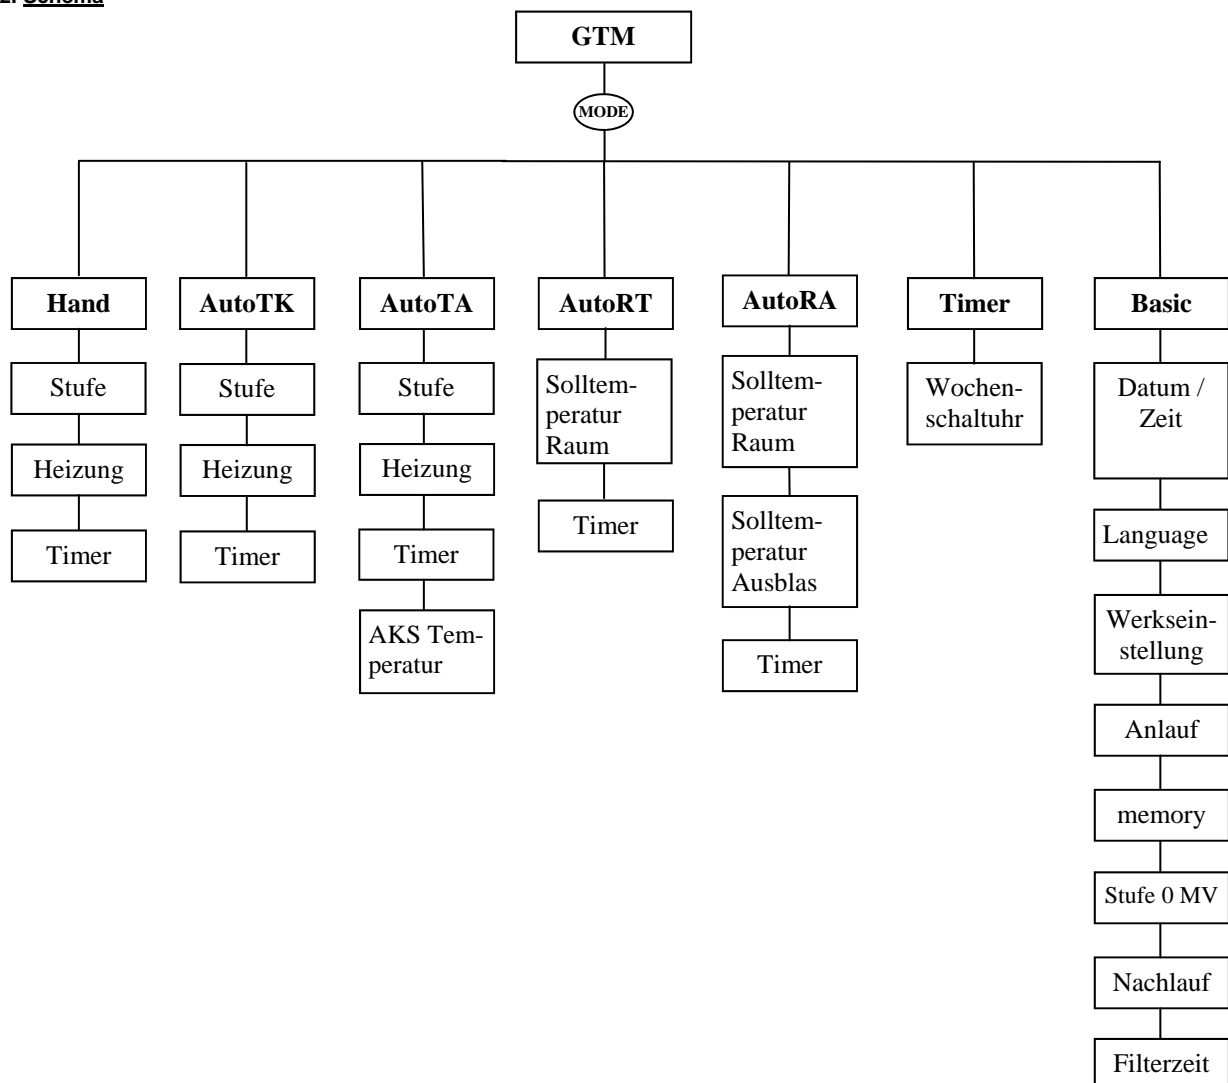 2. Schema
GTM
MODE
Hand
Stufe
Heizung
Timer
AutoTK
Stufe
Heizung
Timer
AutoTA
Stufe
Heizung
Timer
AKS Tem-
peratur
AutoRT
Solltem-
peratur
Raum
Timer
AutoRA
Solltem-
peratur
Raum
Solltem-
peratur
Ausblas
Timer
Timer
Wochen-
schaltuhr
Basic
Datum /
Zeit
Language
Werksein-
stellung
Anlauf
memory
Stufe 0 MV
Nachlauf
Filterzeit